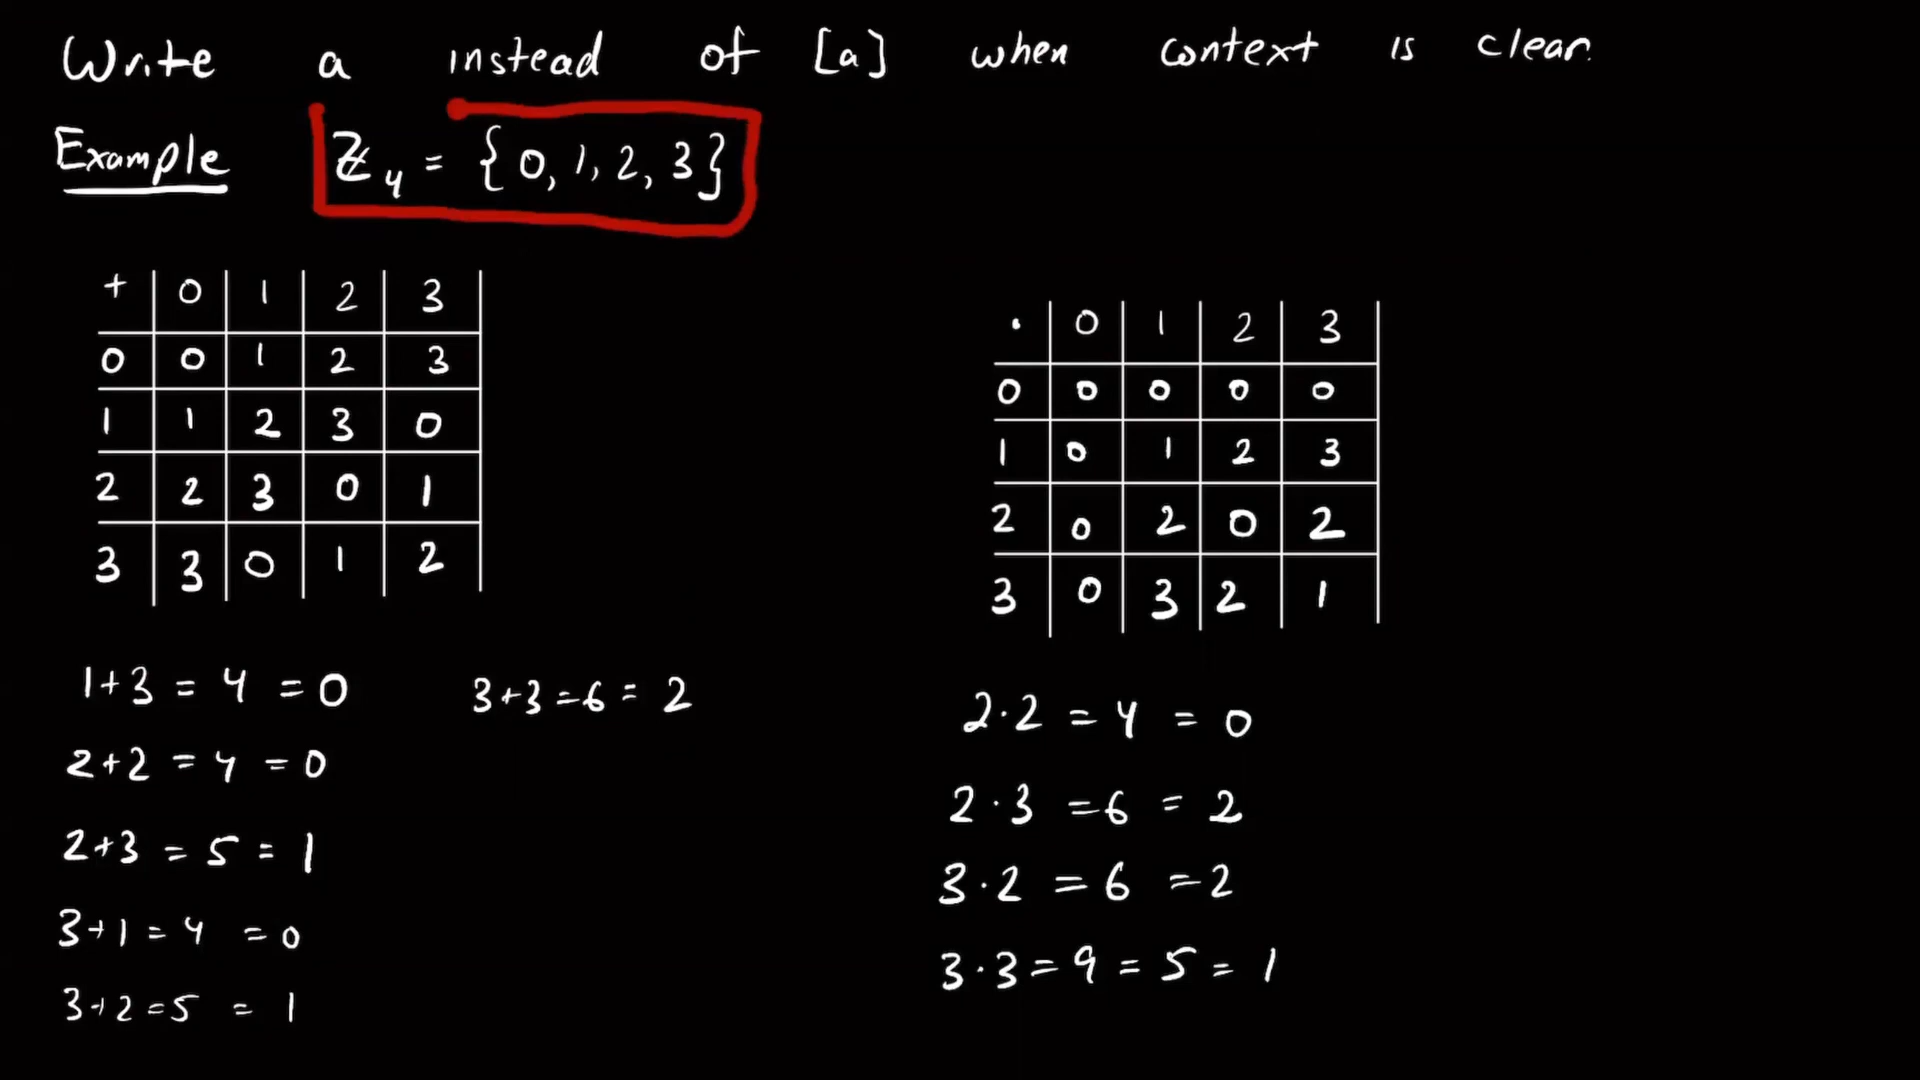 Write a instead of [a] when context is clear.
Example ℤ₄ = {0, 1, 2, 3}
+ 0 1 2 3
0 0 1 2 3
1 1 2 3 0
2 2 3 0 1
3 3 0 1 2
· 0 1 2 3
0 0 0 0 0
1 0 1 2 3
2 0 2 0 2
3 0 3 2 1
1+3 = 4 = 0
2+2 = 4 = 0
2+3 = 5 = 1
3+1 = 4 = 0
3+2 = 5 = 1
3+3 = 6 = 2
2·2 = 4 = 0
2·3 = 6 = 2
3·2 = 6 = 2
3·3 = 9 = 5 = 1